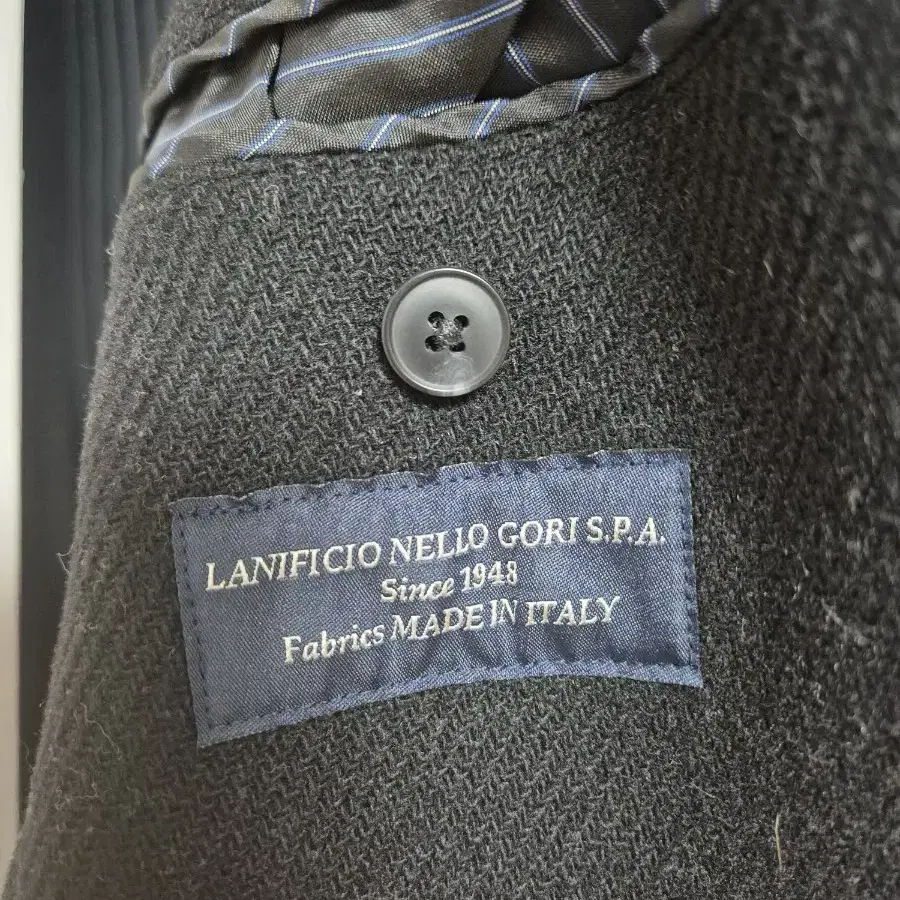 LANIFICIO NELLO GORI S.P.A.
Since 1948
Fabrics MADE IN ITALY